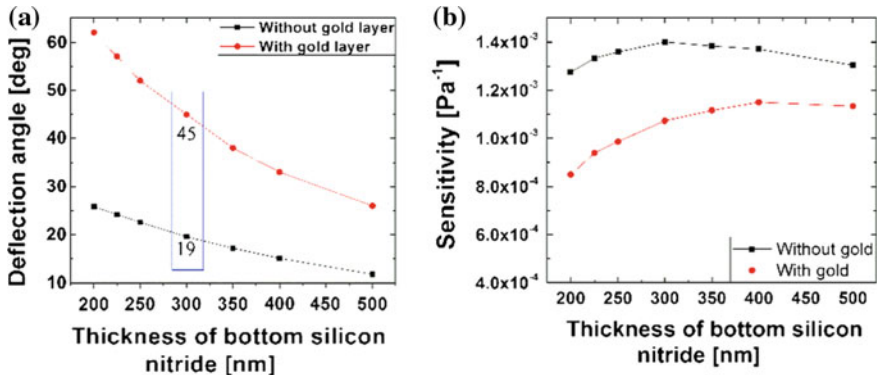 (a)
Without gold layer
With gold layer
Deflection angle [deg]
60
50
40
30
20
10
45
19
200 250 300 350 400 450 500
Thickness of bottom silicon
nitride [nm]
(b)
Sensitivity [Pa⁻¹]
1.4x10⁻³
1.2x10⁻³
1.0x10⁻³
8.0x10⁻⁴
6.0x10⁻⁴
4.0x10⁻⁴
Without gold
With gold
200 250 300 350 400 450 500
Thickness of bottom silicon
nitride [nm]